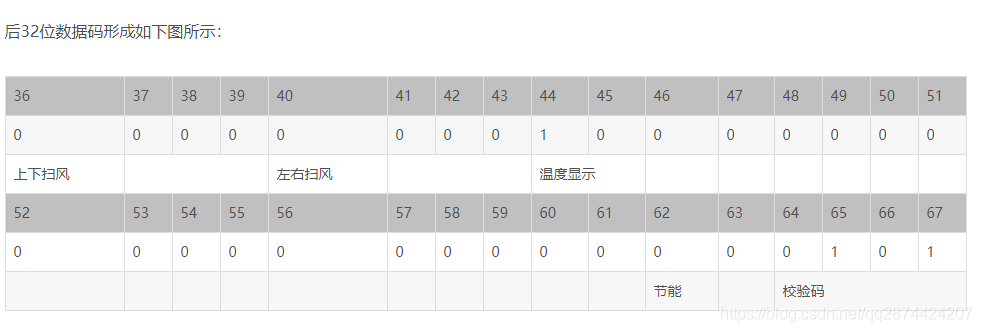 后32位数据码形成如下图所示：
36 37 38 39 40 41 42 43 44 45 46 47 48 49 50 51
0 0 0 0 0 0 0 0 1 0 0 0 0 0 0 0
上下扫风 左右扫风 温度显示
52 53 54 55 56 57 58 59 60 61 62 63 64 65 66 67
0 0 0 0 0 0 0 0 0 0 0 0 0 1 0 1
节能 校验码
https://blog.csdn.net/qq2874424207